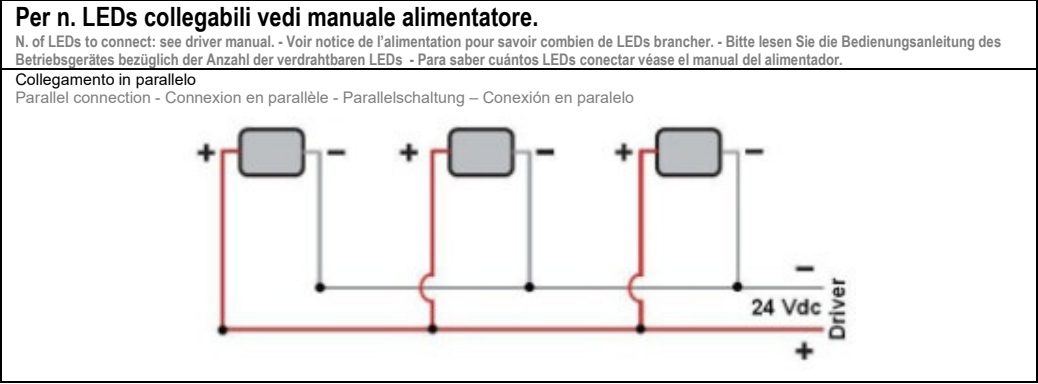 Per n. LEDs collegabili vedi manuale alimentatore.
N. of LEDs to connect: see driver manual. - Voir notice de l'alimentation pour savoir combien de LEDs brancher. - Bitte lesen Sie die Bedienungsanleitung des
Betriebsgerätes bezüglich der Anzahl der verdrahtbaren LEDs - Para saber cuántos LEDs conectar véase el manual del alimentador.
Collegamento in parallelo
Parallel connection - Connexion en parallèle - Parallelschaltung – Conexión en paralelo
+ − + − + −
−
24 Vdc
Driver
+